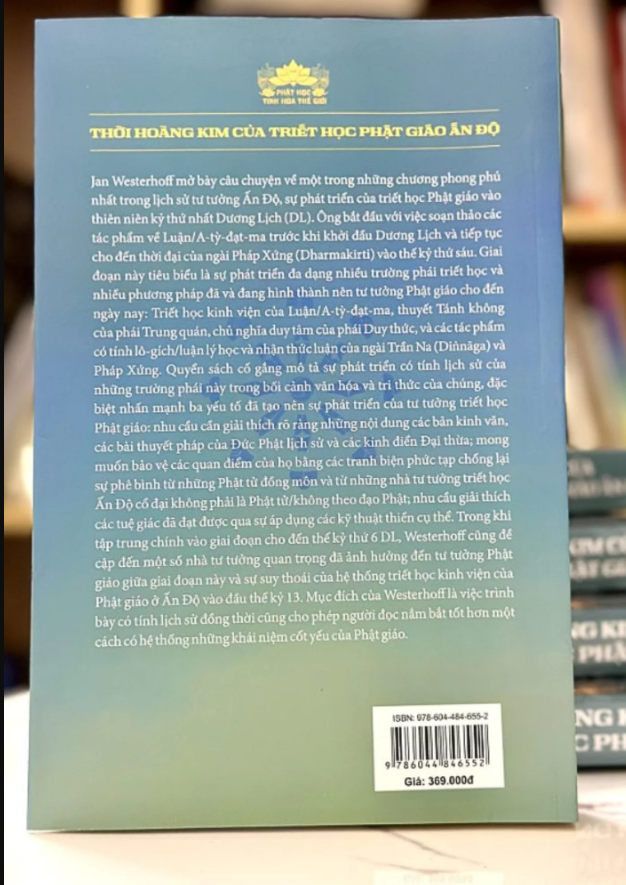 PHẬT HỌC
TINH HOA THẾ GIỚI
THỜI HOÀNG KIM CỦA TRIẾT HỌC PHẬT GIÁO ẤN ĐỘ
Jan Westerhoff mở bày câu chuyện về một trong những chương phong phú
nhất trong lịch sử tư tưởng Ấn Độ, sự phát triển của triết học Phật giáo vào
thiên niên kỷ thứ nhất Dương Lịch (DL). Ông bắt đầu với việc soạn thảo các
tác phẩm về Luận/A-tỳ-đạt-ma trước khi khởi đầu Dương Lịch và tiếp tục
cho đến thời đại của ngài Pháp Xứng (Dharmakirti) vào thế kỷ thứ sáu. Giai
đoạn này tiêu biểu là sự phát triển đa dạng nhiều trường phái triết học và
nhiều phương pháp đã và đang hình thành nên tư tưởng Phật giáo cho đến
ngày nay: Triết học kinh viện của Luận/A-tỳ-đạt-ma, thuyết Tánh không
của phái Trung quán, chủ nghĩa duy tâm của phái Duy thức, và các tác phẩm
có tính lô-gích/luận lý học và nhận thức luận của ngài Trần Na (Diṅnāga) và
Pháp Xứng. Quyển sách cố gắng mô tả sự phát triển có tính lịch sử của
những trường phái này trong bối cảnh văn hóa và tri thức của chúng, đặc
biệt nhấn mạnh ba yếu tố đã tạo nên sự phát triển của tư tưởng triết học
Phật giáo: nhu cầu cần giải thích rõ ràng những nội dung các bản kinh văn,
các bài thuyết pháp của Đức Phật lịch sử và các kinh điển Đại thừa; mong
muốn bảo vệ các quan điểm của họ bằng các tranh biện phức tạp chống lại
sự phê bình từ những Phật tử đồng môn và từ những nhà tư tưởng triết học
Ấn Độ cổ đại không phải là Phật tử/không theo đạo Phật; nhu cầu giải thích
các tuệ giác đã đạt được qua sự áp dụng các kỹ thuật thiền cụ thể. Trong khi
tập trung chính vào giai đoạn cho đến thế kỷ thứ 6 DL, Westerhoff cũng đề
cập đến một số nhà tư tưởng quan trọng đã ảnh hưởng đến tư tưởng Phật
giáo giữa giai đoạn này và sự suy thoái của hệ thống triết học kinh viện của
Phật giáo ở Ấn Độ vào đầu thế kỷ 13. Mục đích của Westerhoff là việc trình
bày có tính lịch sử đồng thời cũng cho phép người đọc nắm bắt tốt hơn một
cách có hệ thống những khái niệm cốt yếu của Phật giáo.
ISBN: 978-604-484-655-2
9 786044 846552
Giá: 369.000đ